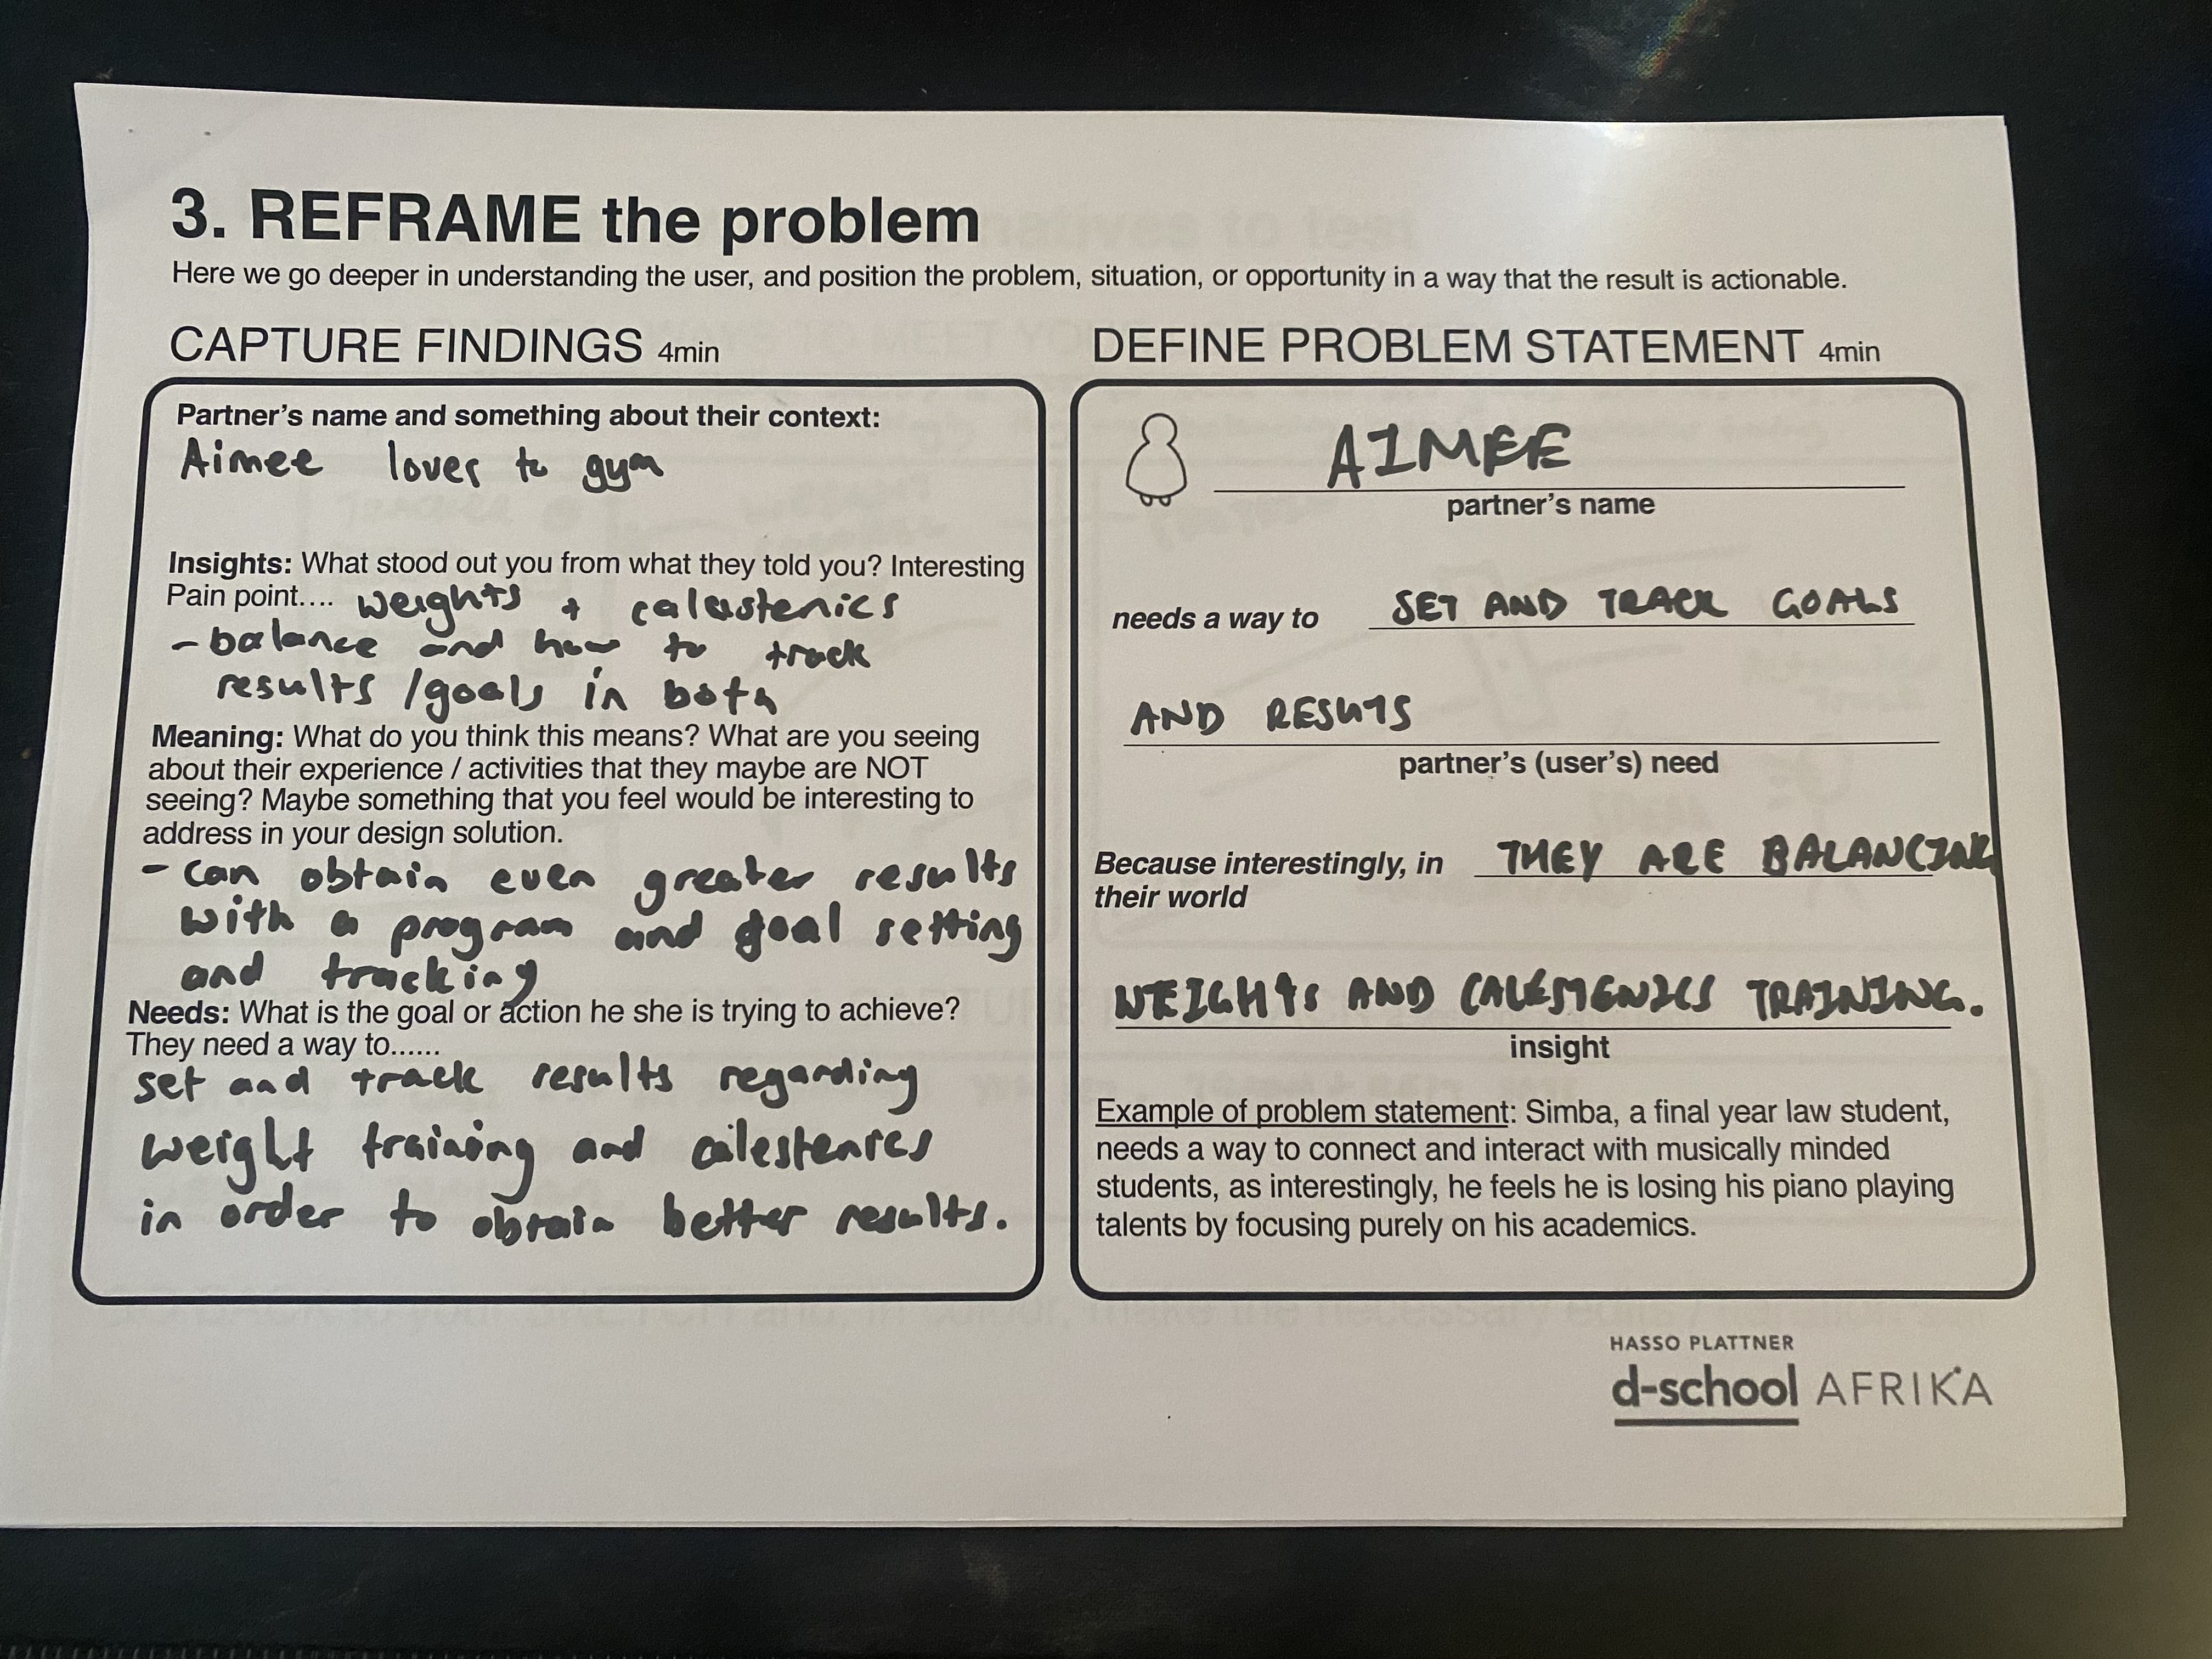 3. REFRAME the problem
Here we go deeper in understanding the user, and position the problem, situation, or opportunity in a way that the result is actionable.
CAPTURE FINDINGS 4min
Partner's name and something about their context:
Aimee loves to gym
Insights: What stood out you from what they told you? Interesting
Pain point.... weights + calestenics
- balance and how to track
results / goals in both
Meaning: What do you think this means? What are you seeing
about their experience / activities that they maybe are NOT
seeing? Maybe something that you feel would be interesting to
address in your design solution.
- can obtain even greater results
with a program and goal setting
and tracking
Needs: What is the goal or action he she is trying to achieve?
They need a way to......
set and track results regarding
weight training and calestenics
in order to obtain better results.
DEFINE PROBLEM STATEMENT 4min
AIMEE
partner's name
needs a way to SET AND TRACK GOALS
AND RESULTS
partner's (user's) need
Because interestingly, in THEY ARE BALANCING
their world
WEIGHTS AND CALESTENICS TRAINING.
insight
Example of problem statement: Simba, a final year law student,
needs a way to connect and interact with musically minded
students, as interestingly, he feels he is losing his piano playing
talents by focusing purely on his academics.
HASSO PLATTNER
d-school AFRIKA